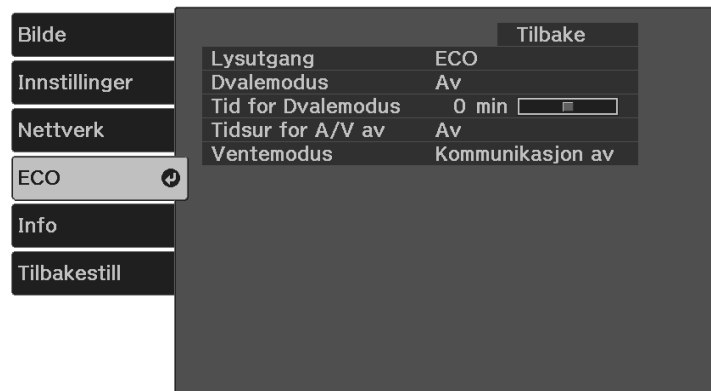 Bilde
Innstillinger
Nettverk
ECO
Info
Tilbakestill
Tilbake
Lysutgang ECO
Dvalemodus Av
Tid for Dvalemodus 0 min
Tidsur for A/V av Av
Ventemodus Kommunikasjon av